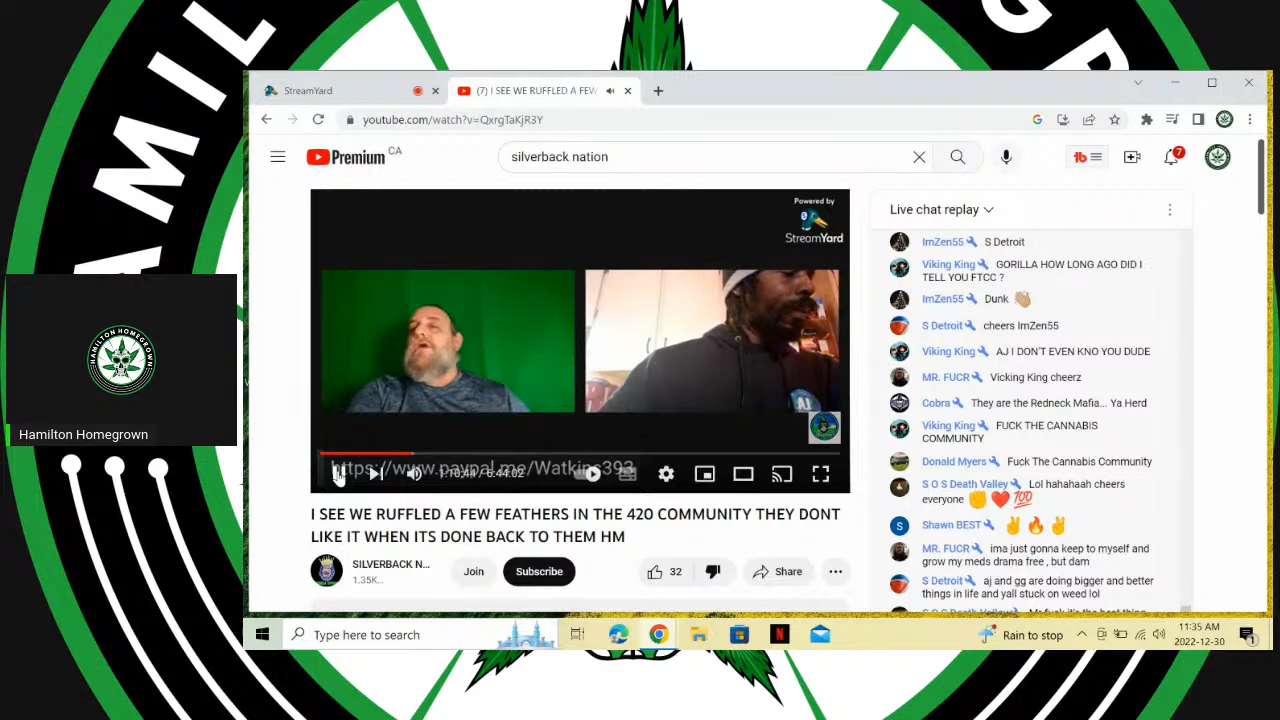 AMIL
GR
StreamYard
(7) I SEE WE RUFFLED A FEW
youtube.com/watch?v=QxrgTaKjR3Y
Premium CA
silverback nation
7
Powered by
StreamYard
https://www.paypal.me/Watkins393
1:10:44 / 6:44:02
AJ
I SEE WE RUFFLED A FEW FEATHERS IN THE 420 COMMUNITY THEY DONT
LIKE IT WHEN ITS DONE BACK TO THEM HM
SILVERBACK N...
1.35K...
Join
Subscribe
32
Share
Live chat replay
ImZen55 S Detroit
Viking King GORILLA HOW LONG AGO DID I
TELL YOU FTCC ?
ImZen55 Dunk 👋🏽
S Detroit cheers ImZen55
Viking King AJ I DON'T EVEN KNO YOU DUDE
MR. FUCR Vicking King cheerz
Cobra They are the Redneck Mafia... Ya Herd
Viking King FUCK THE CANNABIS
COMMUNITY
Donald Myers Fuck The Cannabis Community
S O S Death Valley Lol hahahaah cheers
everyone ✊❤️💯
S
Shawn BEST ✌️🔥✌️
MR. FUCR ima just gonna keep to myself and
grow my meds drama free , but dam
S Detroit aj and gg are doing bigger and better
things in life and yall stuck on weed lol
HAMILTON HOMEGROWN
Hamilton Homegrown
Type here to search
Rain to stop
11:35 AM
2022-12-30
1